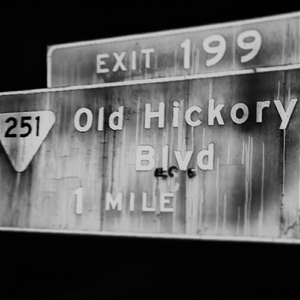 EXIT 199
251 Old Hickory
Blvd
1 MILE